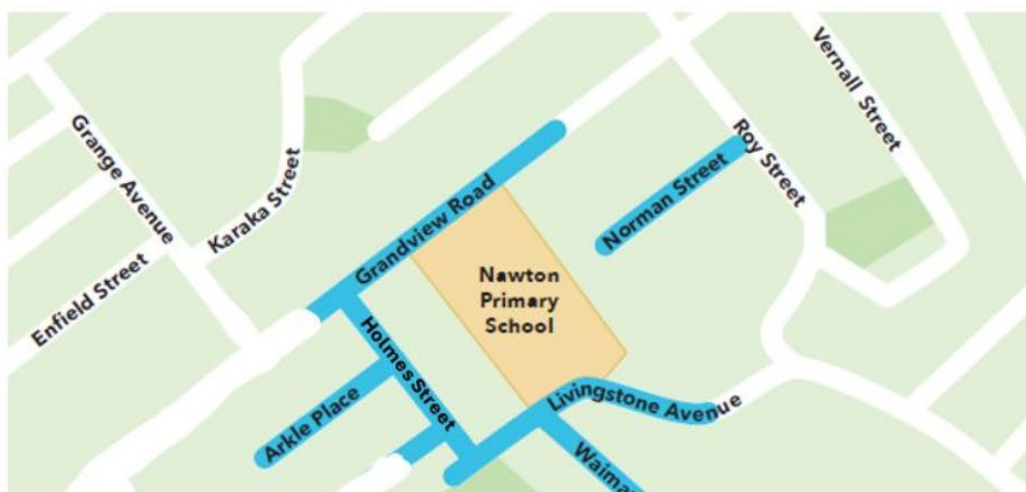 Vernall Street
Grange Avenue
Roy Street
Karaka Street
Norman Street
Grandview Road
Enfield Street
Nawton
Primary
School
Holmes Street
Arkle Place
Livingstone Avenue